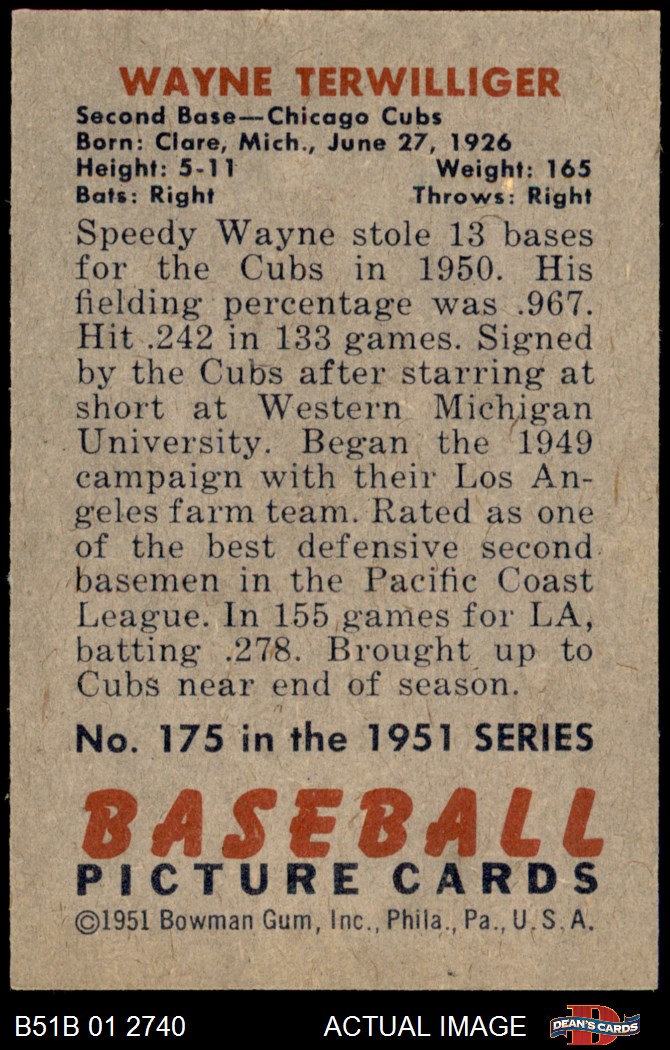 WAYNE TERWILLIGER
Second Base—Chicago Cubs
Born: Clare, Mich., June 27, 1926
Height: 5-11 Weight: 165
Bats: Right Throws: Right
Speedy Wayne stole 13 bases
for the Cubs in 1950. His
fielding percentage was .967.
Hit .242 in 133 games. Signed
by the Cubs after starring at
short at Western Michigan
University. Began the 1949
campaign with their Los An-
geles farm team. Rated as one
of the best defensive second
basemen in the Pacific Coast
League. In 155 games for LA,
batting .278. Brought up to
Cubs near end of season.
No. 175 in the 1951 SERIES
BASEBALL
PICTURE CARDS
©1951 Bowman Gum, Inc., Phila., Pa., U.S.A.
B51B 01 2740 ACTUAL IMAGE D DEAN'S CARDS